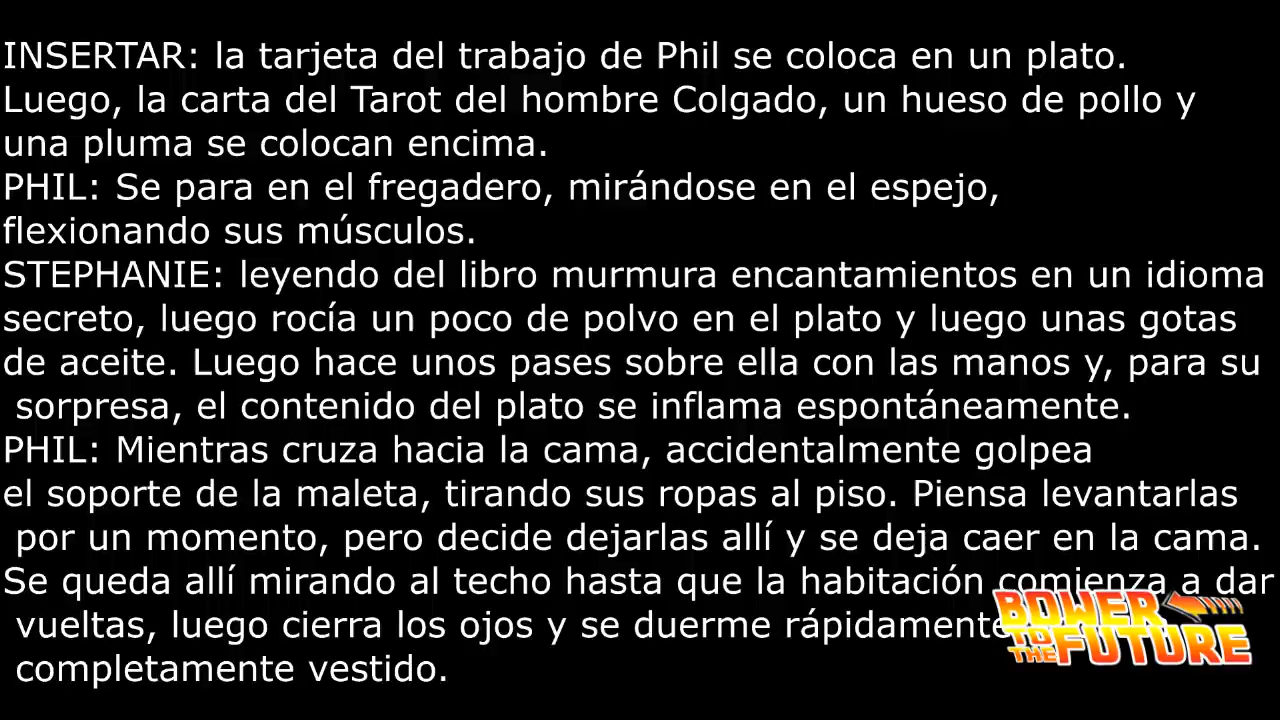 INSERTAR: la tarjeta del trabajo de Phil se coloca en un plato.
Luego, la carta del Tarot del hombre Colgado, un hueso de pollo y
una pluma se colocan encima.
PHIL: Se para en el fregadero, mirándose en el espejo,
flexionando sus músculos.
STEPHANIE: leyendo del libro murmura encantamientos en un idioma
secreto, luego rocía un poco de polvo en el plato y luego unas gotas
de aceite. Luego hace unos pases sobre ella con las manos y, para su
sorpresa, el contenido del plato se inflama espontáneamente.
PHIL: Mientras cruza hacia la cama, accidentalmente golpea
el soporte de la maleta, tirando sus ropas al piso. Piensa levantarlas
por un momento, pero decide dejarlas allí y se deja caer en la cama.
Se queda allí mirando al techo hasta que la habitación comienza a dar
vueltas, luego cierra los ojos y se duerme rápidamente
completamente vestido.
BOWER
TO THE
FUTURE